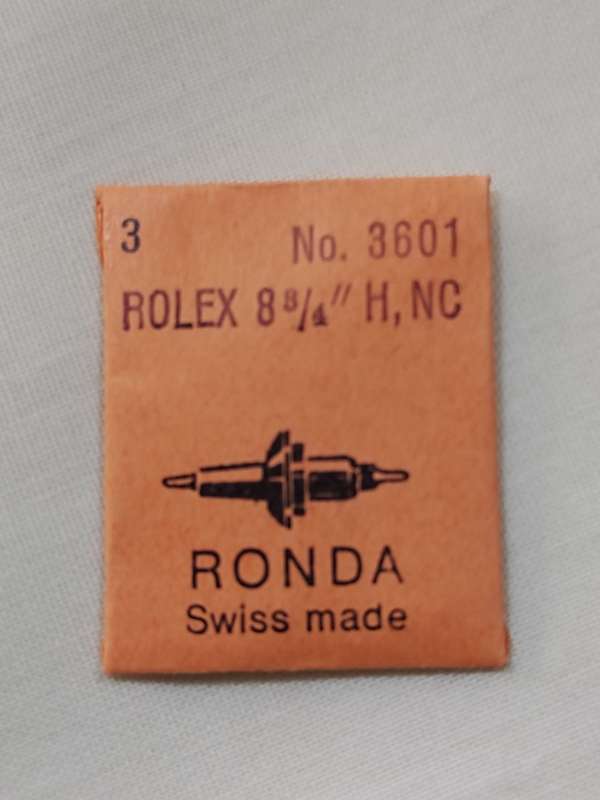 3 No. 3601
ROLEX 8 3/4''' H, NC
RONDA
Swiss made